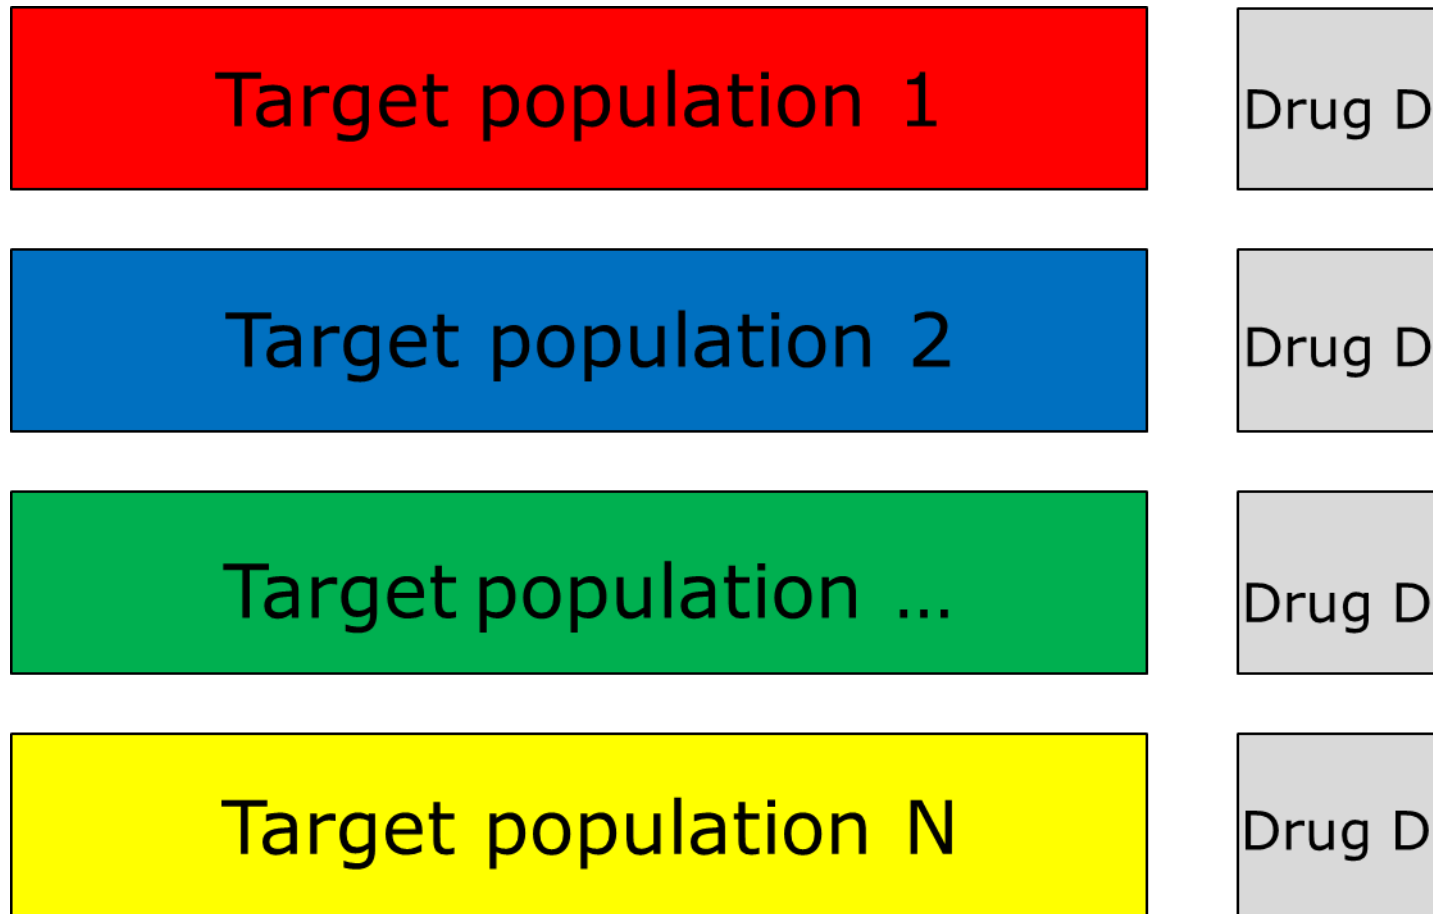 Target population 1
Drug D
Target population 2
Drug D
Target population ...
Drug D
Target population N
Drug D